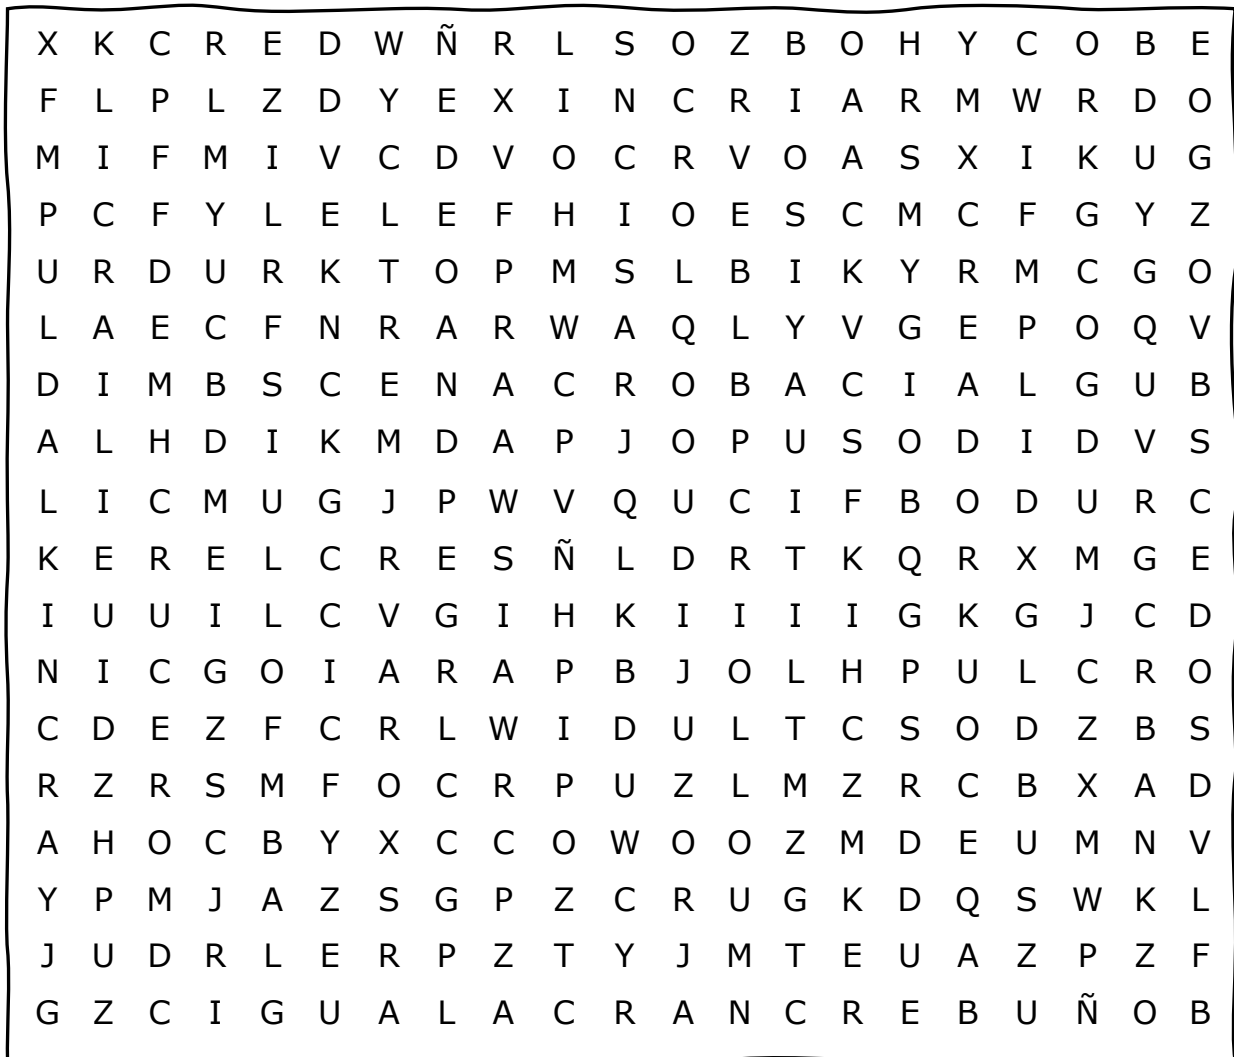 X K C R E D W Ñ R L S O Z B O H Y C O B E
F L P L Z D Y E X I N C R I A R M W R D O
M I F M I V C D V O C R V O A S X I K U G
P C F Y L E L E F H I O E S C M C F G Y Z
U R D U R K T O P M S L B I K Y R M C G O
L A E C F N R A R W A Q L Y V G E P O Q V
D I M B S C E N A C R O B A C I A L G U B
A L H D I K M D A P J O P U S O D I D V S
L I C M U G J P W V Q U C I F B O D U R C
K E R E L C R E S Ñ L D R T K Q R X M G E
I U U I L C V G I H K I I I I G K G J C D
N I C G O I A R A P B J O L H P U L C R O
C D E Z F C R L W I D U L T C S O D Z B S
R Z R S M F O C R P U Z L M Z R C B X A D
A H O C B Y X C C O W O O Z M D E U M N V
Y P M J A Z S G P Z C R U G K D Q S W K L
J U D R L E R P Z T Y J M T E U A Z P Z F
G Z C I G U A L A C R A N C R E B U Ñ O B